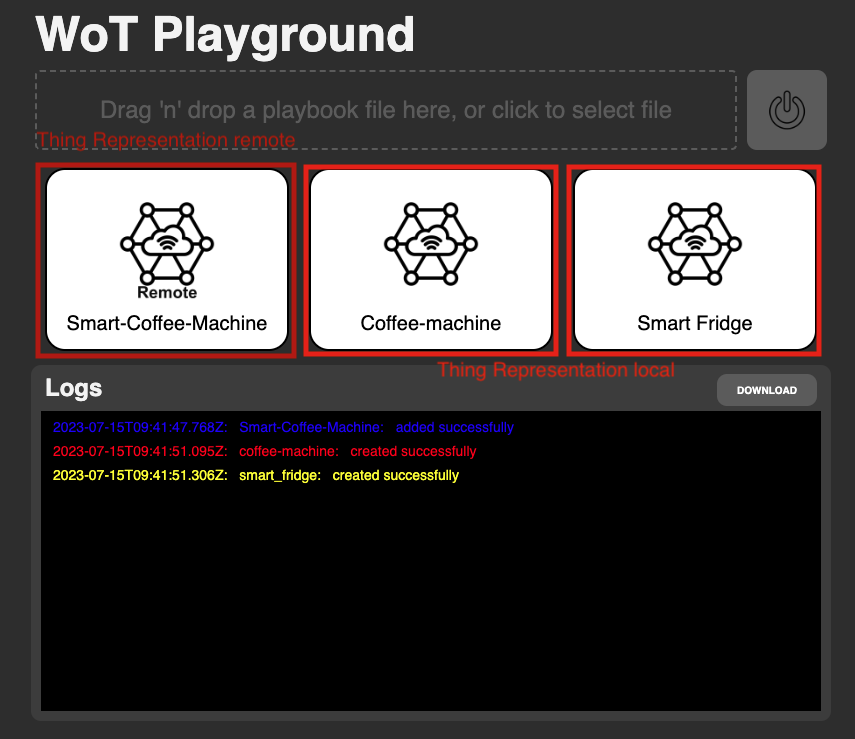 WoT Playground
Drag 'n' drop a playbook file here, or click to select file
Thing Representation remote
Remote
Smart-Coffee-Machine
Coffee-machine
Smart Fridge
Thing Representation local
Logs
DOWNLOAD
2023-07-15T09:41:47.768Z: Smart-Coffee-Machine: added successfully
2023-07-15T09:41:51.095Z: coffee-machine: created successfully
2023-07-15T09:41:51.306Z: smart_fridge: created successfully